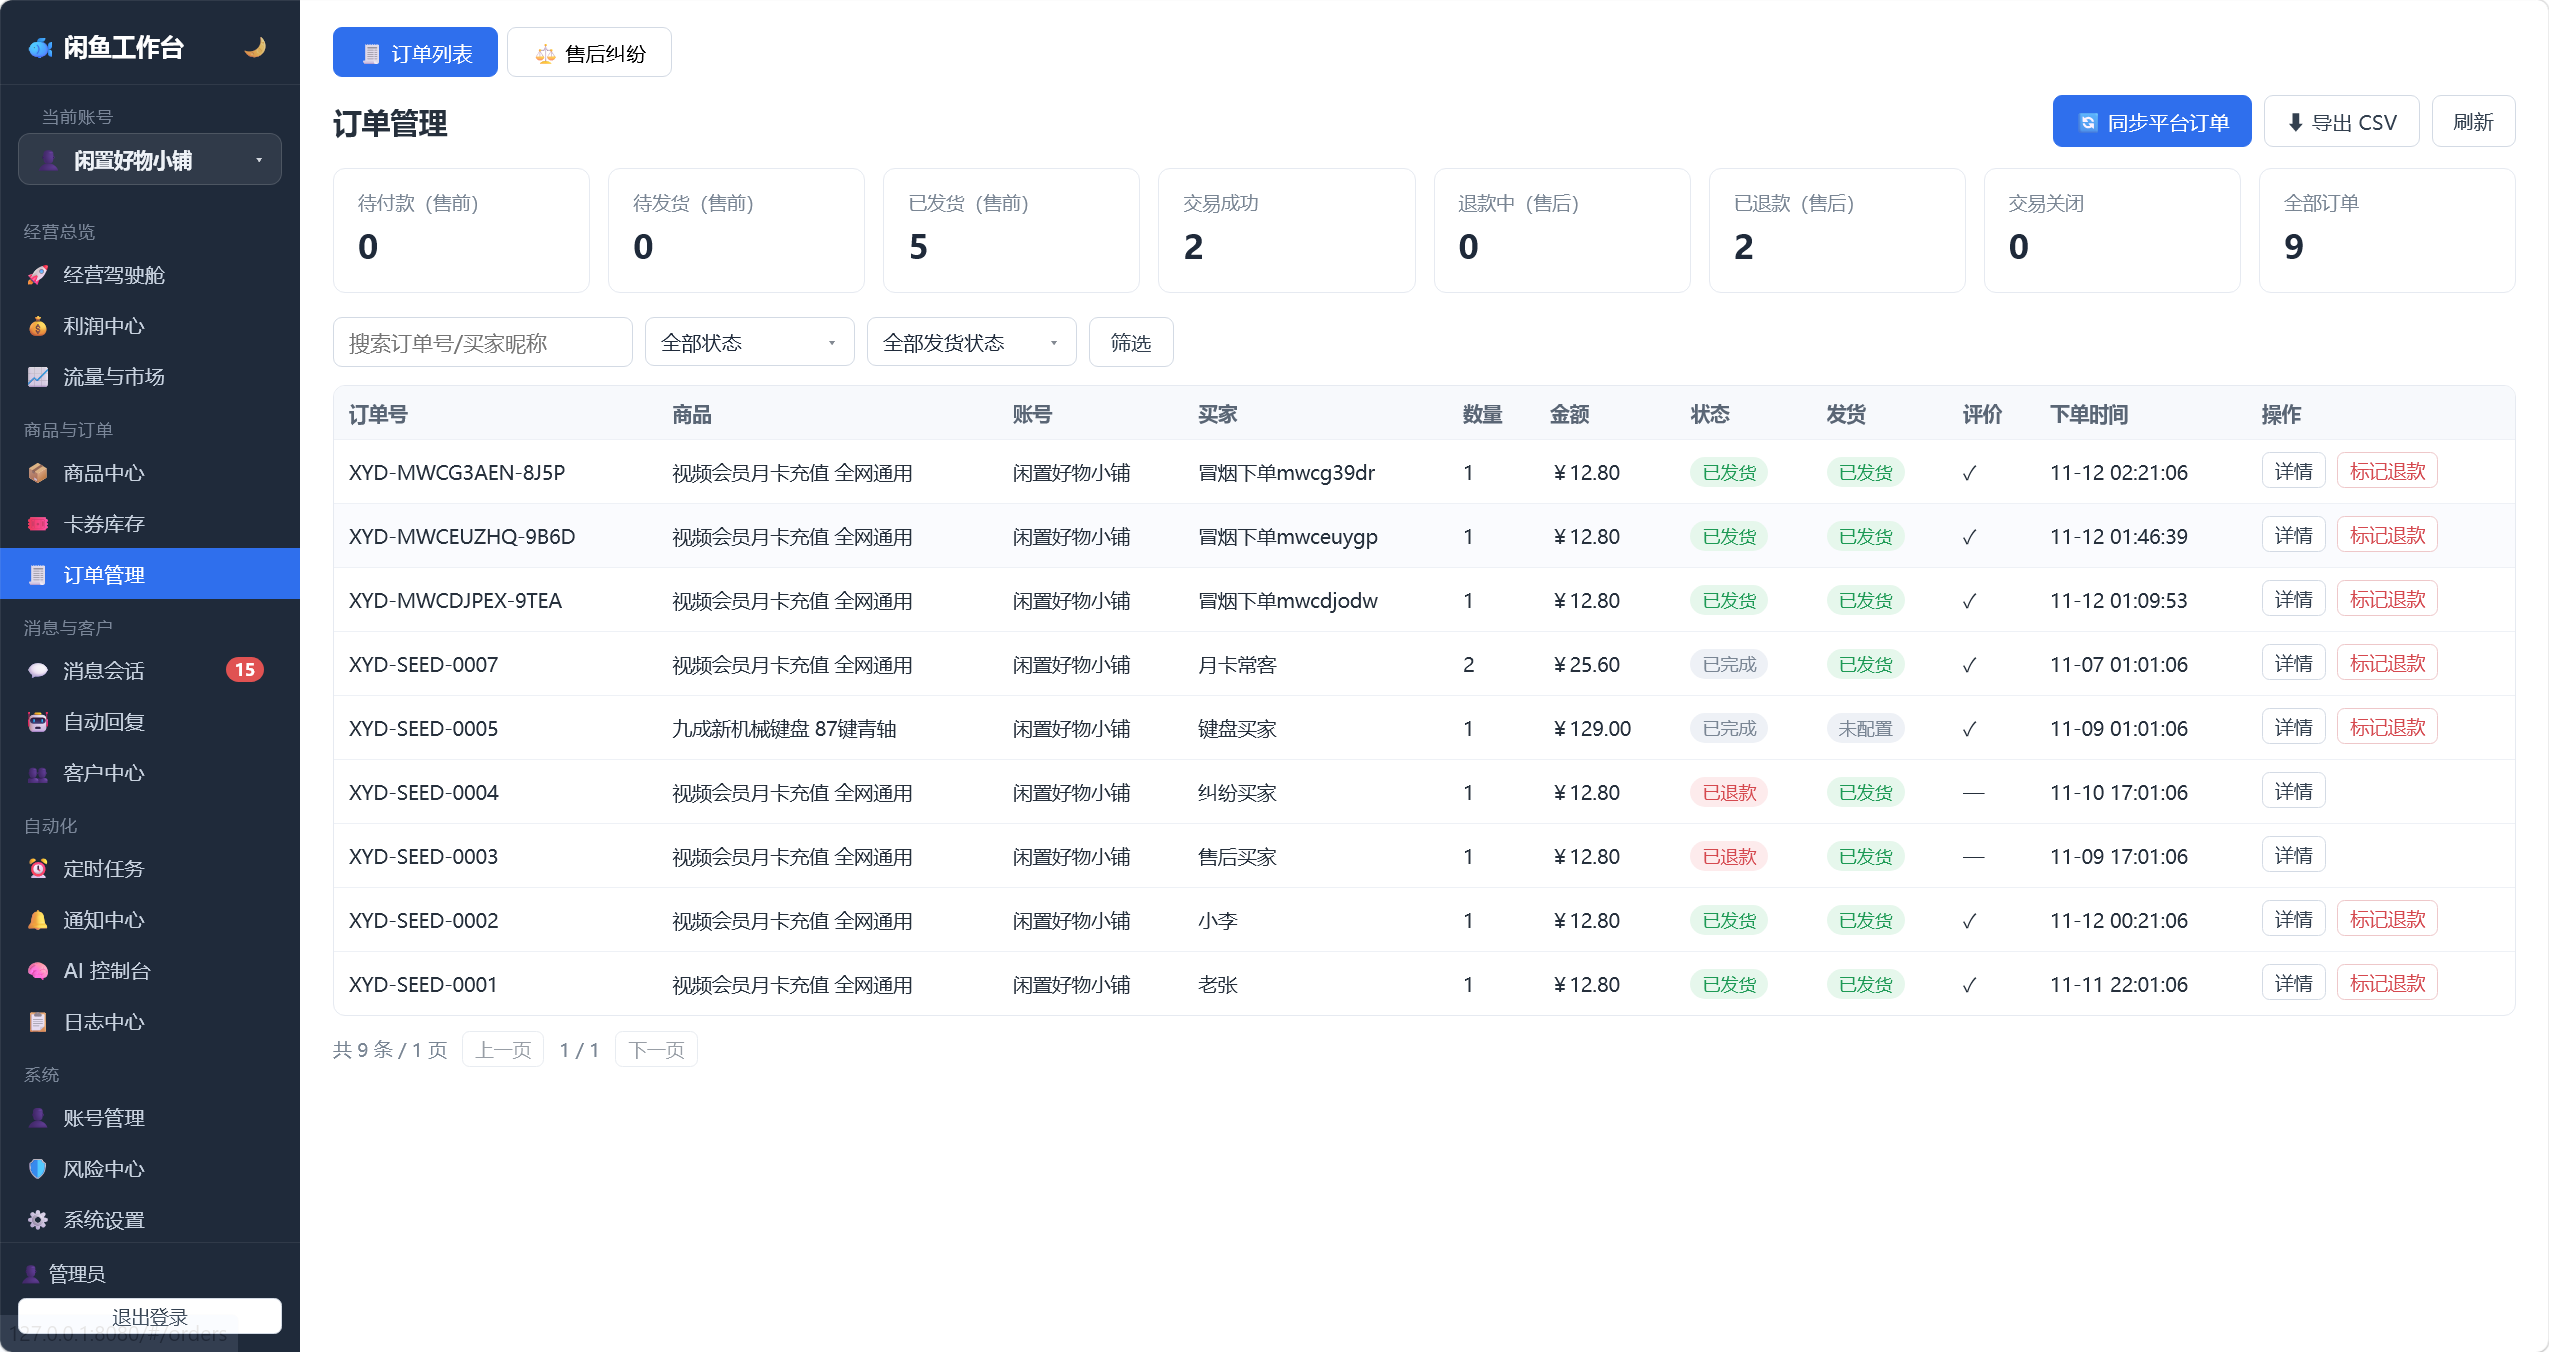 闲鱼工作台
当前账号
闲置好物小铺
经营总览
经营驾驶舱
利润中心
流量与市场
商品与订单
商品中心
卡券库存
订单管理
消息与客户
消息会话 15
自动回复
客户中心
自动化
定时任务
通知中心
AI 控制台
日志中心
系统
账号管理
风险中心
系统设置
管理员
退出登录
127.0.0.1:8080/#/orders
订单列表 售后纠纷
订单管理
同步平台订单 导出 CSV 刷新
待付款（售前） 待发货（售前） 已发货（售前） 交易成功 退款中（售后） 已退款（售后） 交易关闭 全部订单
0 0 5 2 0 2 0 9
搜索订单号/买家昵称 全部状态 全部发货状态 筛选
订单号 商品 账号 买家 数量 金额 状态 发货 评价 下单时间 操作
XYD-MWCG3AEN-8J5P 视频会员月卡充值 全网通用 闲置好物小铺 冒烟下单mwcg39dr 1 ¥12.80 已发货 已发货 ✓ 11-12 02:21:06 详情 标记退款
XYD-MWCEUZHQ-9B6D 视频会员月卡充值 全网通用 闲置好物小铺 冒烟下单mwceuygp 1 ¥12.80 已发货 已发货 ✓ 11-12 01:46:39 详情 标记退款
XYD-MWCDJPEX-9TEA 视频会员月卡充值 全网通用 闲置好物小铺 冒烟下单mwcdjodw 1 ¥12.80 已发货 已发货 ✓ 11-12 01:09:53 详情 标记退款
XYD-SEED-0007 视频会员月卡充值 全网通用 闲置好物小铺 月卡常客 2 ¥25.60 已完成 已发货 ✓ 11-07 01:01:06 详情 标记退款
XYD-SEED-0005 九成新机械键盘 87键青轴 闲置好物小铺 键盘买家 1 ¥129.00 已完成 未配置 ✓ 11-09 01:01:06 详情 标记退款
XYD-SEED-0004 视频会员月卡充值 全网通用 闲置好物小铺 纠纷买家 1 ¥12.80 已退款 已发货 — 11-10 17:01:06 详情
XYD-SEED-0003 视频会员月卡充值 全网通用 闲置好物小铺 售后买家 1 ¥12.80 已退款 已发货 — 11-09 17:01:06 详情
XYD-SEED-0002 视频会员月卡充值 全网通用 闲置好物小铺 小李 1 ¥12.80 已发货 已发货 ✓ 11-12 00:21:06 详情 标记退款
XYD-SEED-0001 视频会员月卡充值 全网通用 闲置好物小铺 老张 1 ¥12.80 已发货 已发货 ✓ 11-11 22:01:06 详情 标记退款
共 9 条 / 1 页 上一页 1 / 1 下一页